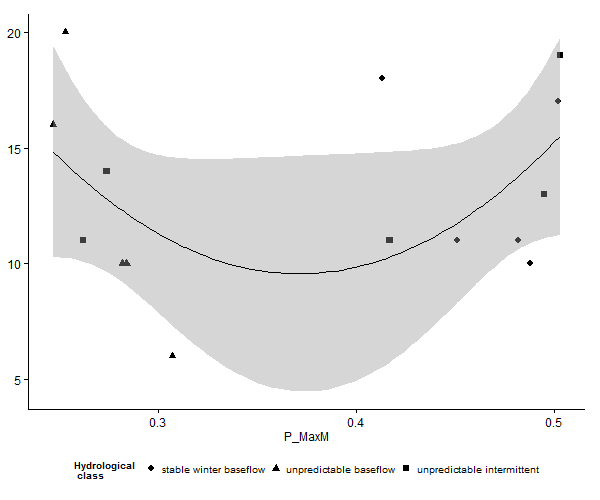 20
15
10
5
0.3 0.4 0.5
P_MaxM
Hydrological
class
stable winter baseflow unpredictable baseflow unpredictable intermittent